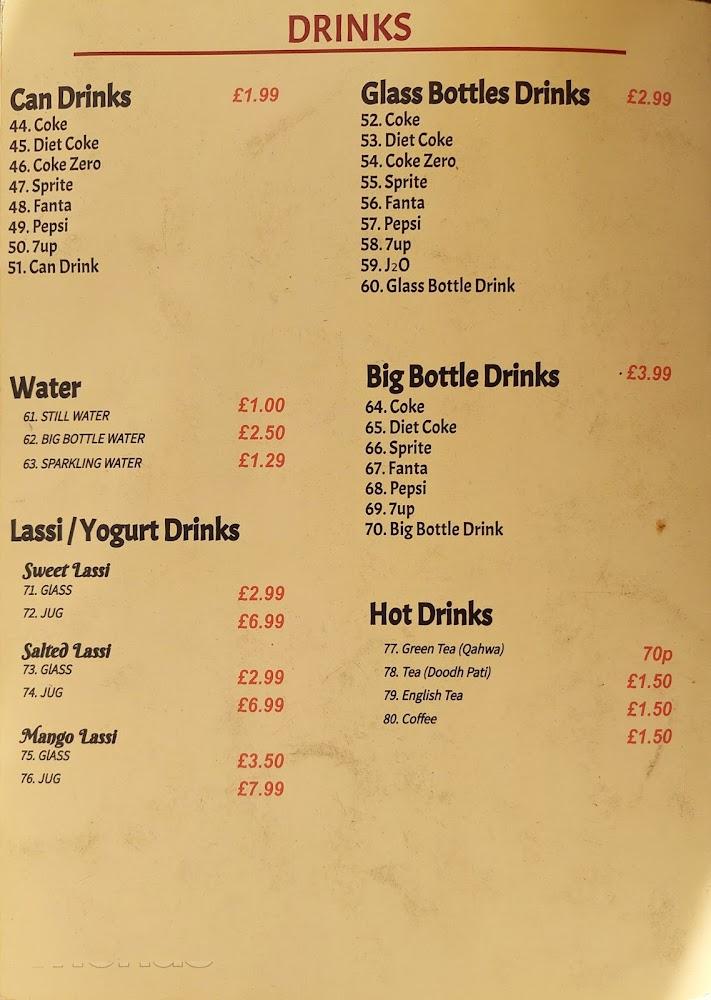 DRINKS
Can Drinks £1.99
44. Coke
45. Diet Coke
46. Coke Zero
47. Sprite
48. Fanta
49. Pepsi
50. 7up
51. Can Drink
Glass Bottles Drinks £2.99
52. Coke
53. Diet Coke
54. Coke Zero
55. Sprite
56. Fanta
57. Pepsi
58. 7up
59. J₂O
60. Glass Bottle Drink
Water
61. STILL WATER £1.00
62. BIG BOTTLE WATER £2.50
63. SPARKLING WATER £1.29
Big Bottle Drinks £3.99
64. Coke
65. Diet Coke
66. Sprite
67. Fanta
68. Pepsi
69. 7up
70. Big Bottle Drink
Lassi / Yogurt Drinks
Sweet Lassi
71. GlASS £2.99
72. JUG £6.99
Salted Lassi
73. GlASS £2.99
74. JUG £6.99
Mango Lassi
75. GlASS £3.50
76. JUG £7.99
Hot Drinks
77. Green Tea (Qahwa) 70p
78. Tea (Doodh Pati) £1.50
79. English Tea £1.50
80. Coffee £1.50